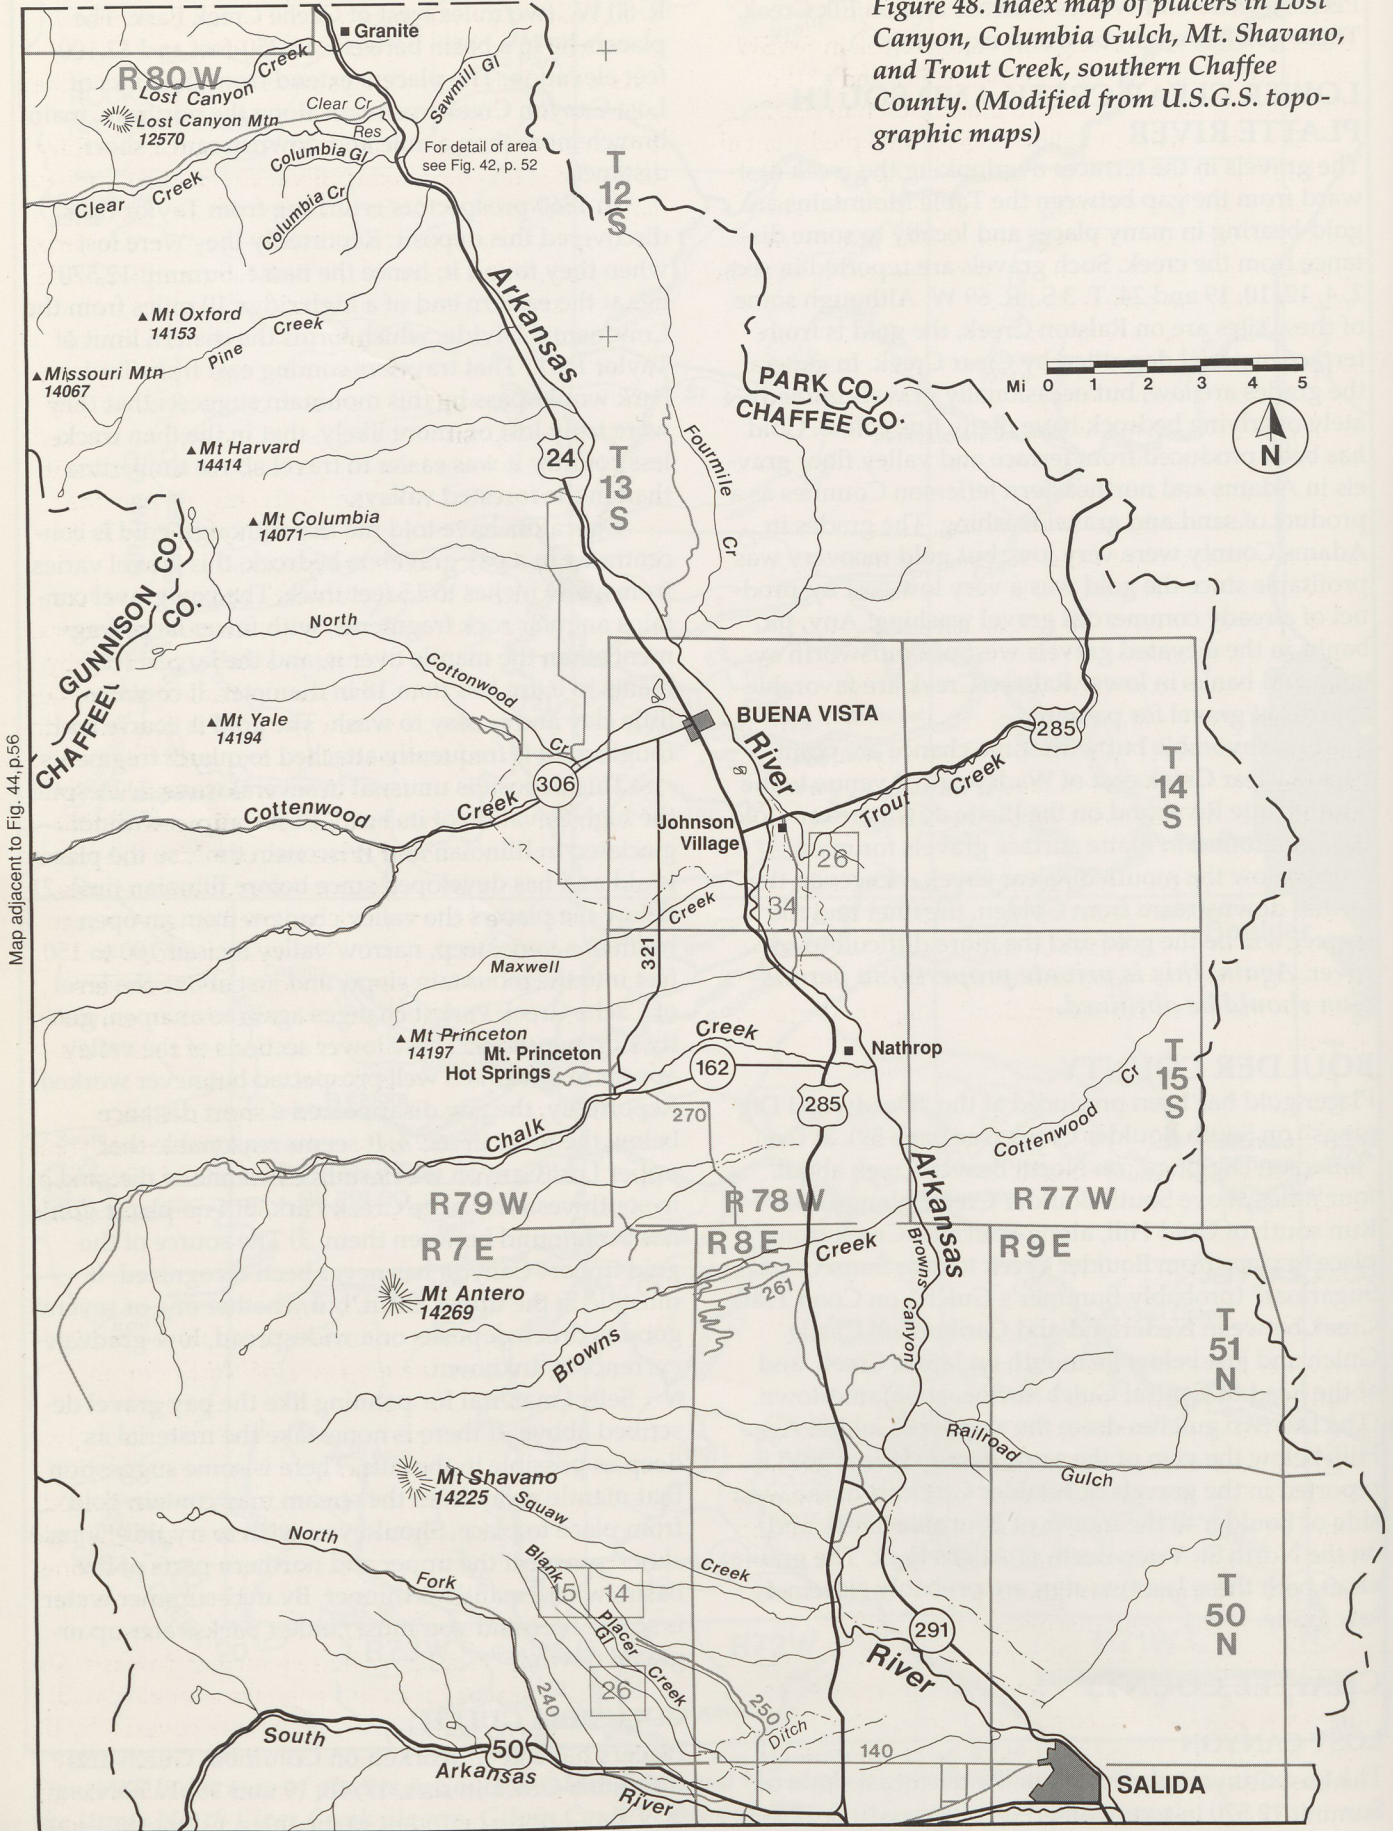 Figure 48. Index map of placers in Lost
Canyon, Columbia Gulch, Mt. Shavano,
and Trout Creek, southern Chaffee
County. (Modified from U.S.G.S. topo-
graphic maps)
Granite
R 80 W
Creek
Lost Canyon
Sawmill Gl
Lost Canyon Mtn
12570
Clear Cr
Res
Columbia Gl
For detail of area
see Fig. 42, p. 52
T
12
S
Clear Creek
Columbia Cr
Arkansas
Mt Oxford
14153
Pine Creek
Missouri Mtn
14067
PARK CO.
CHAFFEE CO.
Mi 0 1 2 3 4 5
N
Mt Harvard
14414
24
T
13
S
Fourmile Cr
Mt Columbia
14071
GUNNISON CO.
CHAFFEE CO.
North Cottonwood Cr
Mt Yale
14194
BUENA VISTA
River
285
Trout Creek
T
14
S
306
Cottenwood Creek
Johnson
Village
26
34
Map adjacent to Fig. 44, p.56
Maxwell Creek
321
Mt Princeton
14197
Mt. Princeton
Hot Springs
Creek
162
Nathrop
285
T
15
S
Cottenwood Cr
270
Chalk
R 79 W
R 78 W
R 77 W
Arkansas
R 7 E
R 8 E
R 9 E
Creek
Browns
Canyon
261
Mt Antero
14269
Browns
T
51
N
Railroad
Gulch
Mt Shavano
14225
Squaw
Creek
North
Fork
Blank
15
14
Placer
Gl
Creek
26
T
50
N
291
River
240
250
Ditch
140
South
50
Arkansas
River
SALIDA